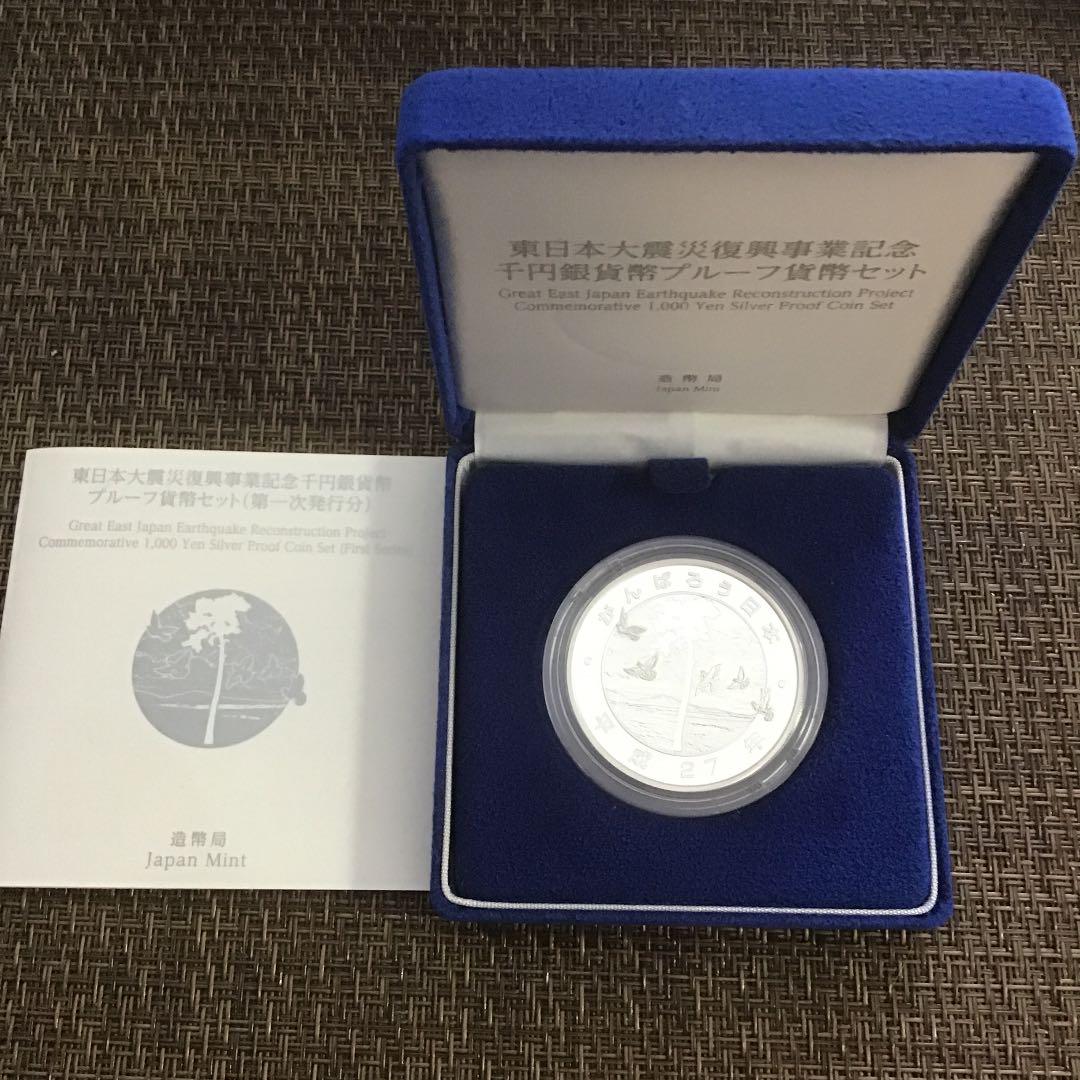 東日本大震災復興事業記念
千円銀貨幣プルーフ貨幣セット
Great East Japan Earthquake Reconstruction Project
Commemorative 1,000 Yen Silver Proof Coin Set
造幣局
Japan Mint
東日本大震災復興事業記念千円銀貨幣
プルーフ貨幣セット(第一次発行分)
Great East Japan Earthquake Reconstruction Project
Commemorative 1,000 Yen Silver Proof Coin Set (First Series)
造幣局
Japan Mint
がんばろう日本
平成27年